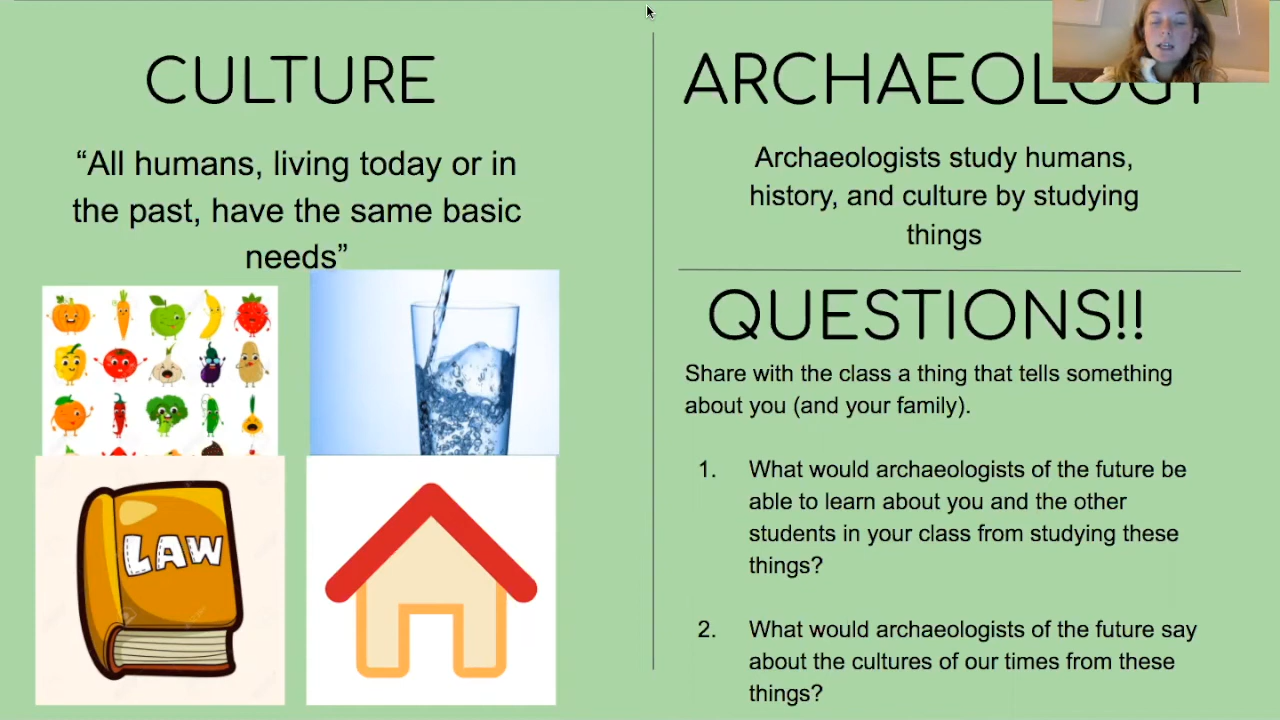 CULTURE
“All humans, living today or in
the past, have the same basic
needs”
LAW
ARCHAEOLOGY
Archaeologists study humans,
history, and culture by studying
things
QUESTIONS!!
Share with the class a thing that tells something
about you (and your family).
1. What would archaeologists of the future be
able to learn about you and the other
students in your class from studying these
things?
2. What would archaeologists of the future say
about the cultures of our times from these
things?